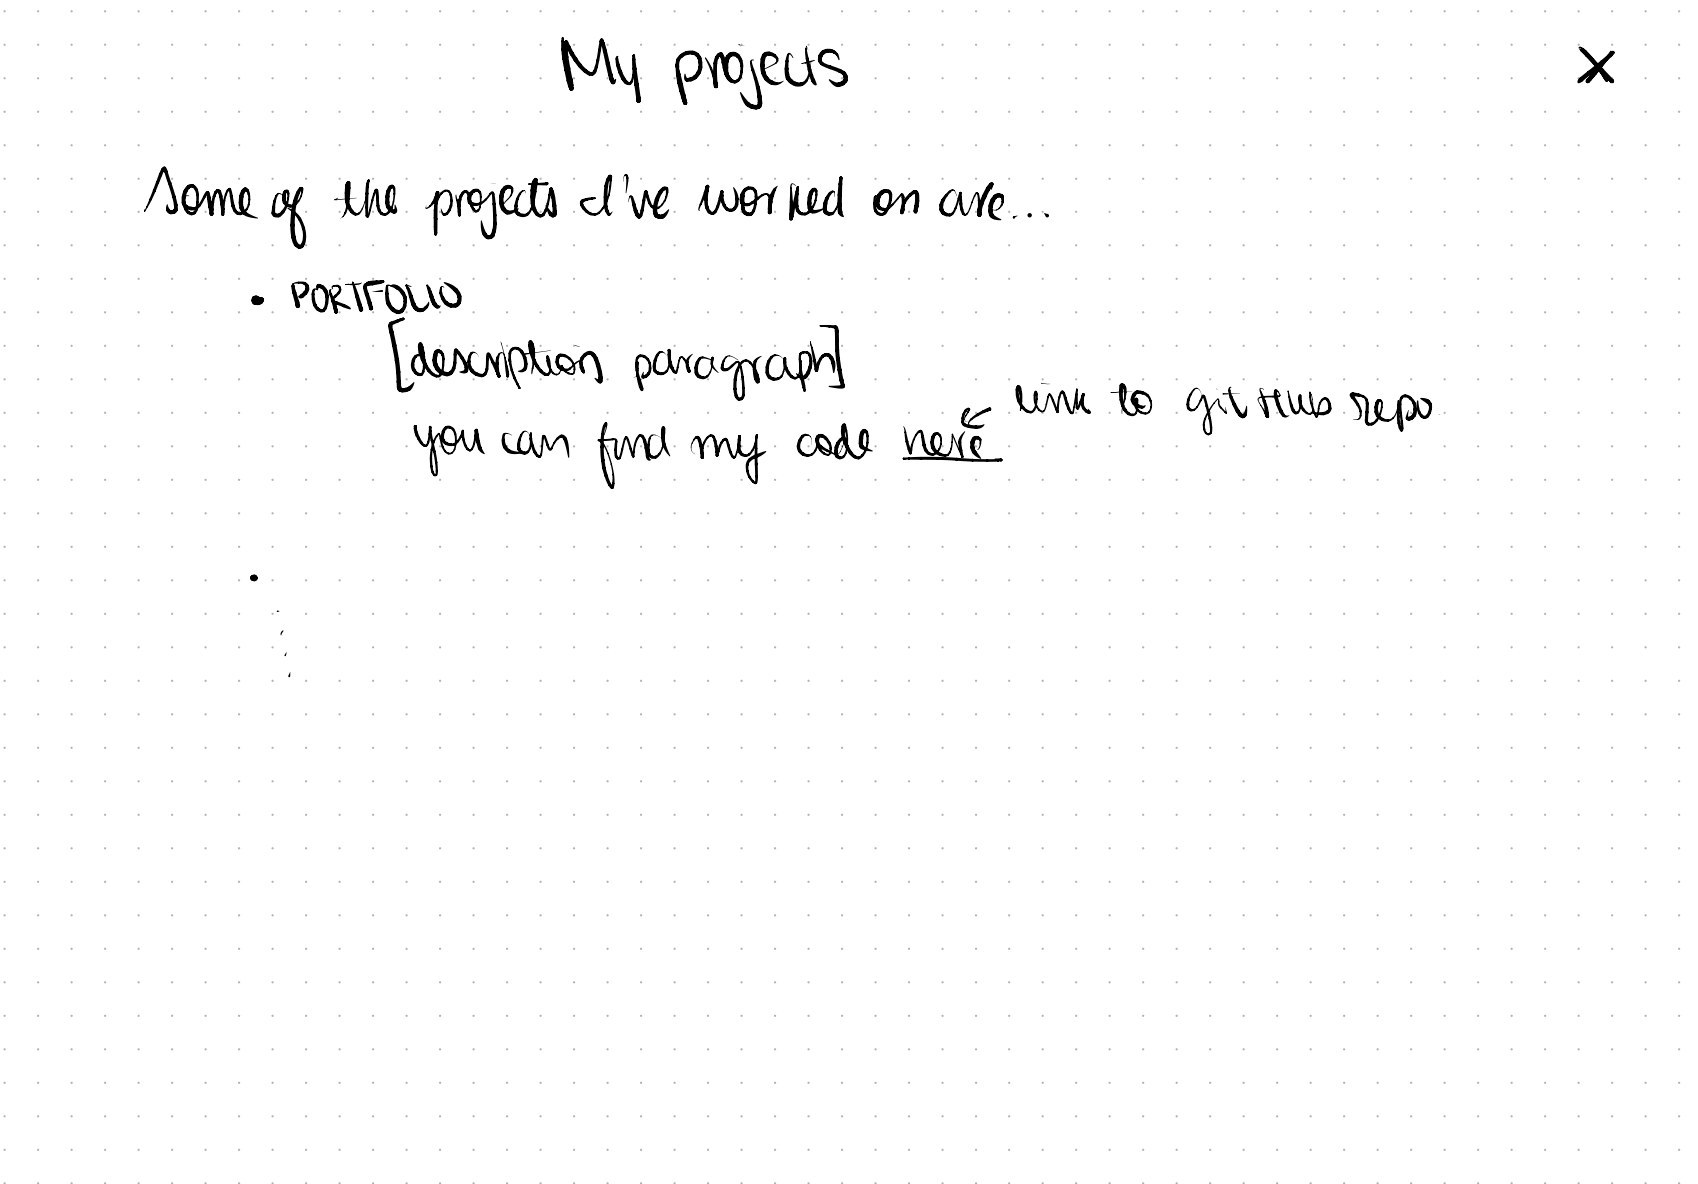 My projects
X
Some of the projects I've worked on are...
• PORTFOLIO
[description paragraph]
link to gitHub repo
you can find my code here
•